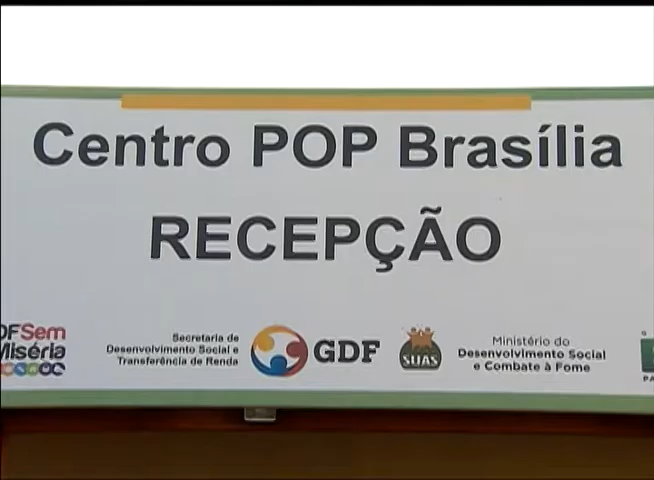 Centro POP Brasília
RECEPÇÃO
DFSem
Miséria
Secretaria de
Desenvolvimento Social e
Transferência de Renda
GDF
SUAS
Ministério do
Desenvolvimento Social
e Combate à Fome